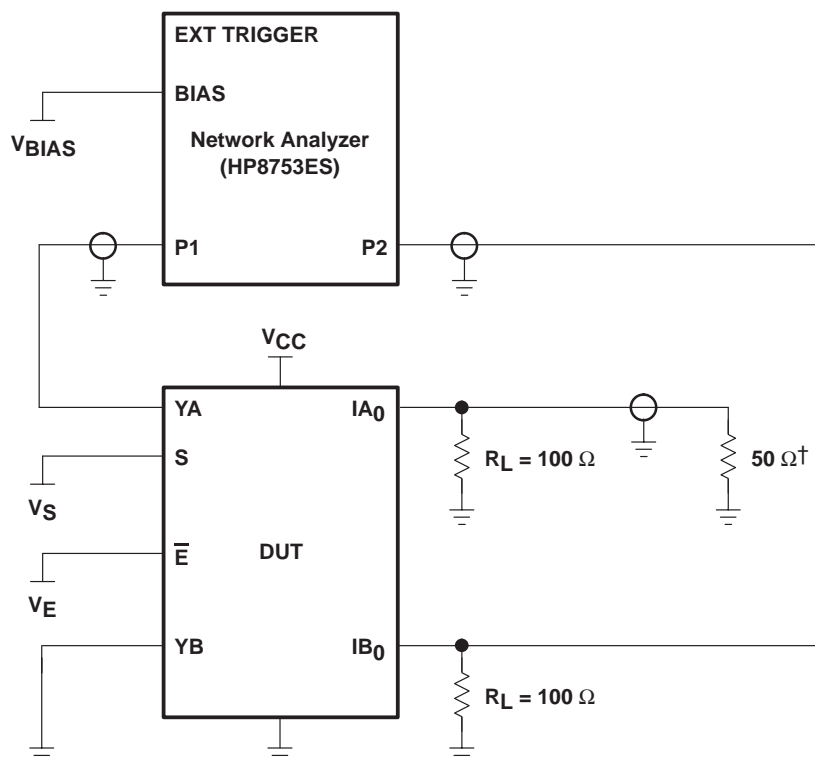 EXT TRIGGER
BIAS
VBIAS
Network Analyzer
(HP8753ES)
P1
P2
VCC
YA
IA0
S
RL = 100 Ω
50 Ω†
VS
E̅
DUT
VE
YB
IB0
RL = 100 Ω